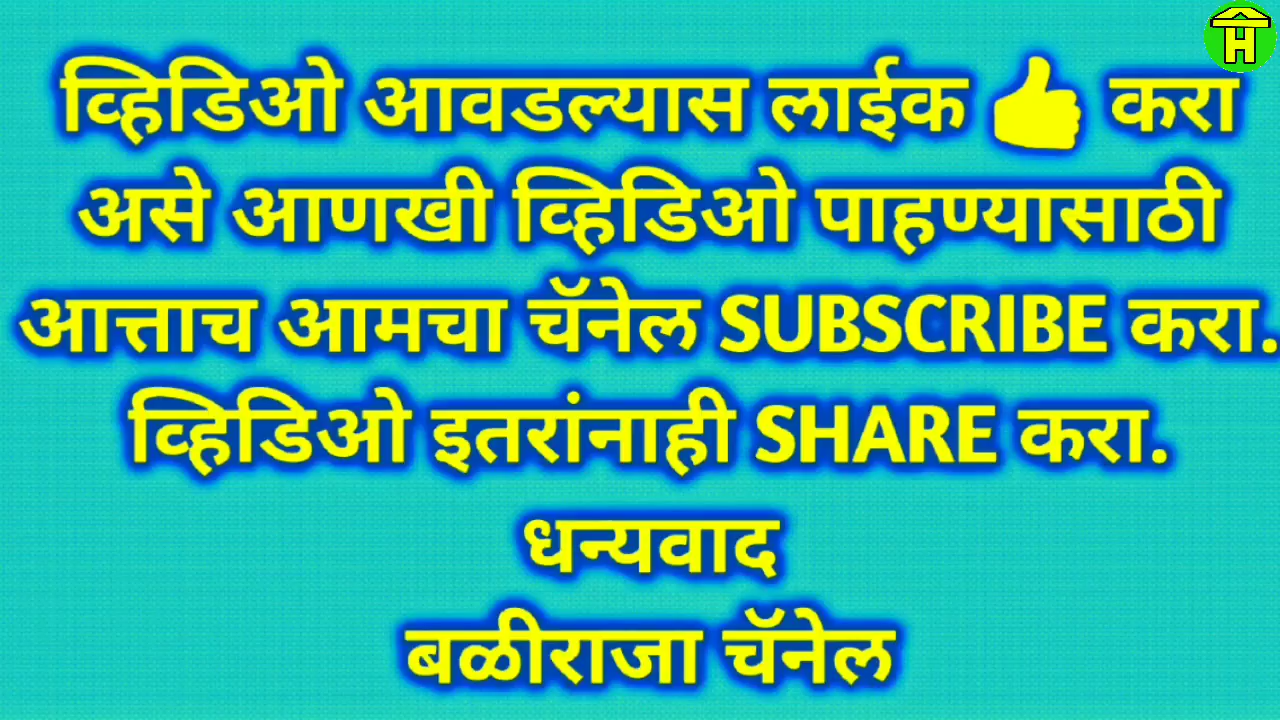 व्हिडिओ आवडल्यास लाईक 👍 करा
असे आणखी व्हिडिओ पाहण्यासाठी
आत्ताच आमचा चॅनेल SUBSCRIBE करा.
व्हिडिओ इतरांनाही SHARE करा.
धन्यवाद
बळीराजा चॅनेल
H